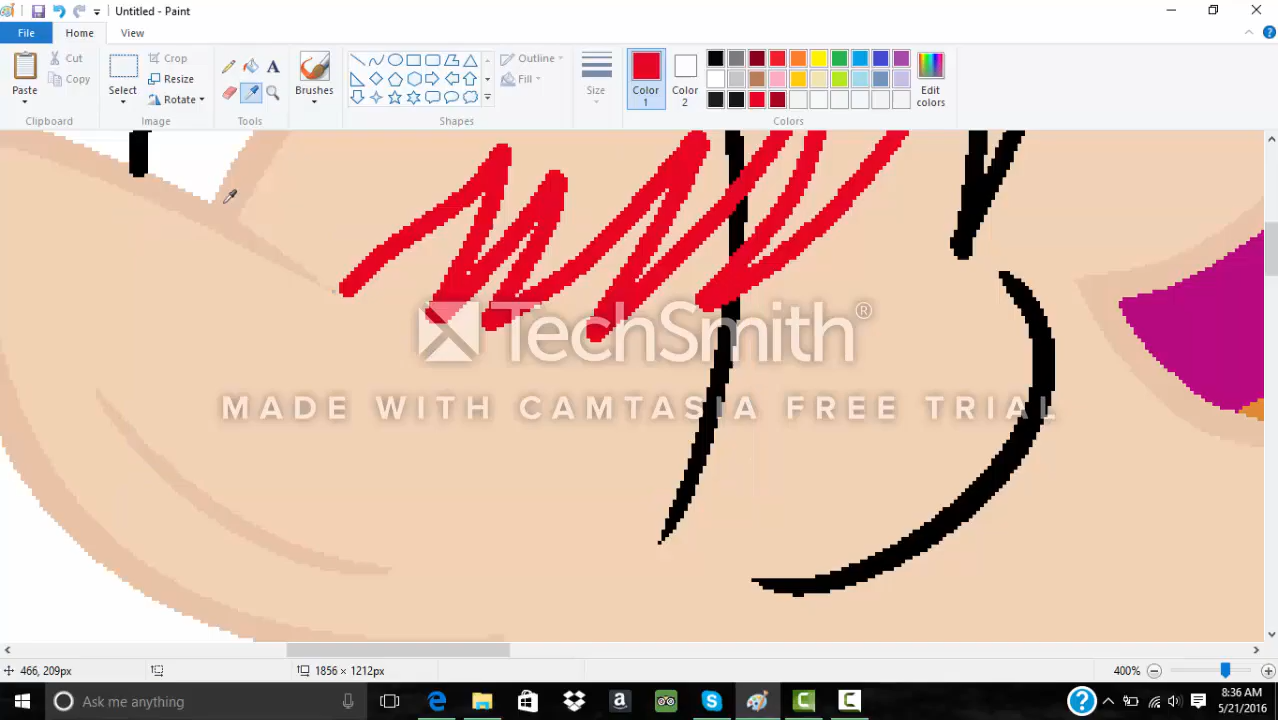 Untitled - Paint
File Home View
Paste
Cut
Copy
Clipboard
Select
Crop
Resize
Rotate
Image
A
Tools
Brushes
Shapes
Outline
Fill
Size
Color 1
Color 2
Edit colors
Colors
TechSmith®
MADE WITH CAMTASIA FREE TRIAL
466, 209px
1856 × 1212px
400%
Ask me anything
8:36 AM
5/21/2016